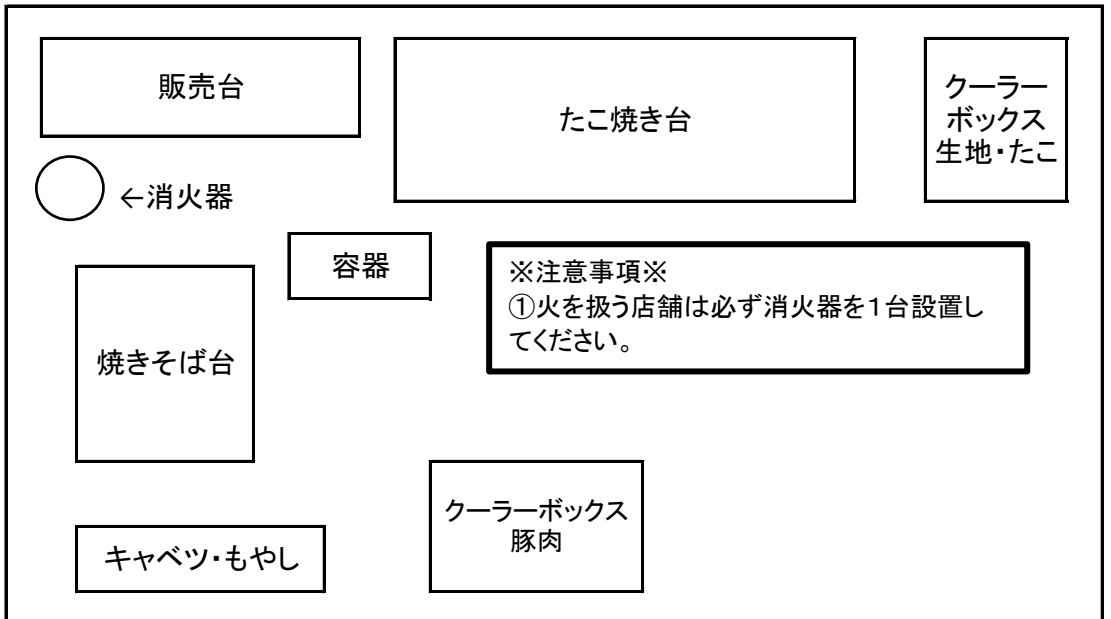 販売台
たこ焼き台
クーラー
ボックス
生地・たこ
←消火器
容器
※注意事項※
①火を扱う店舗は必ず消火器を１台設置し
てください。
焼きそば台
クーラーボックス
豚肉
キャベツ・もやし